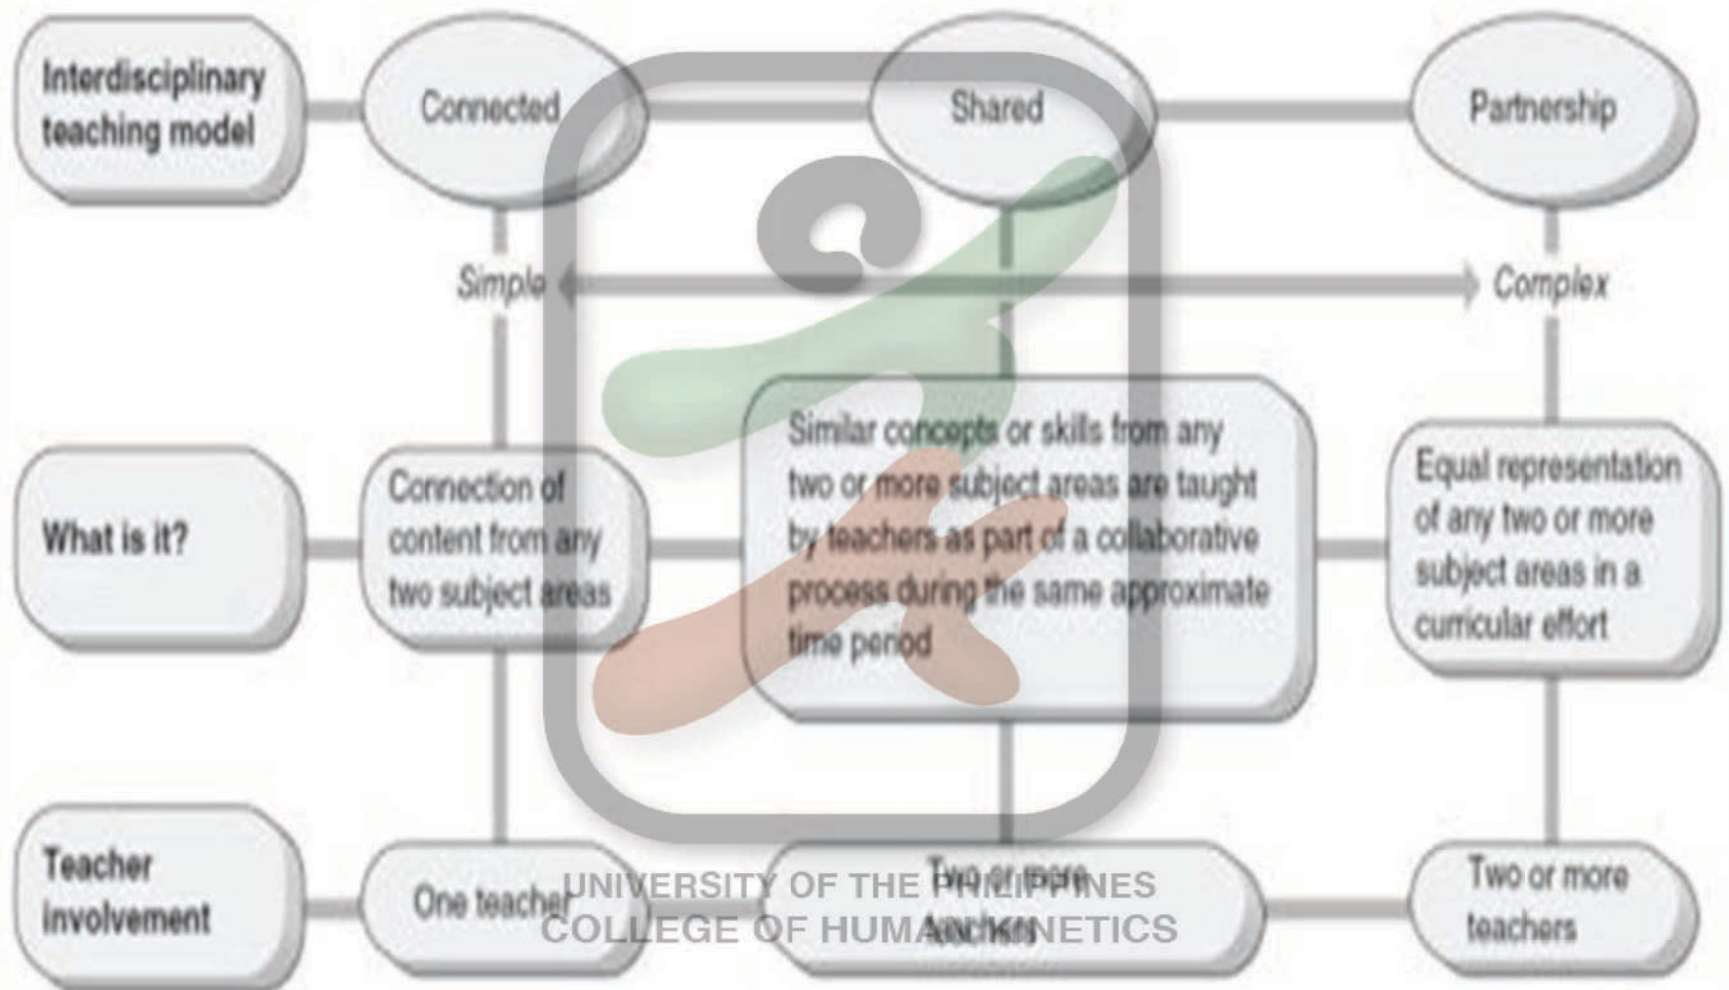 Interdisciplinary
teaching model
Connected
Shared
Partnership
Simple
Complex
What is it?
Connection of
content from any
two subject areas
Similar concepts or skills from any
two or more subject areas are taught
by teachers as part of a collaborative
process during the same approximate
time period
Equal representation
of any two or more
subject areas in a
curricular effort
Teacher
involvement
One teacher
Two or more
teachers
Two or more
teachers
UNIVERSITY OF THE PHILIPPINES
COLLEGE OF HUMAN KINETICS